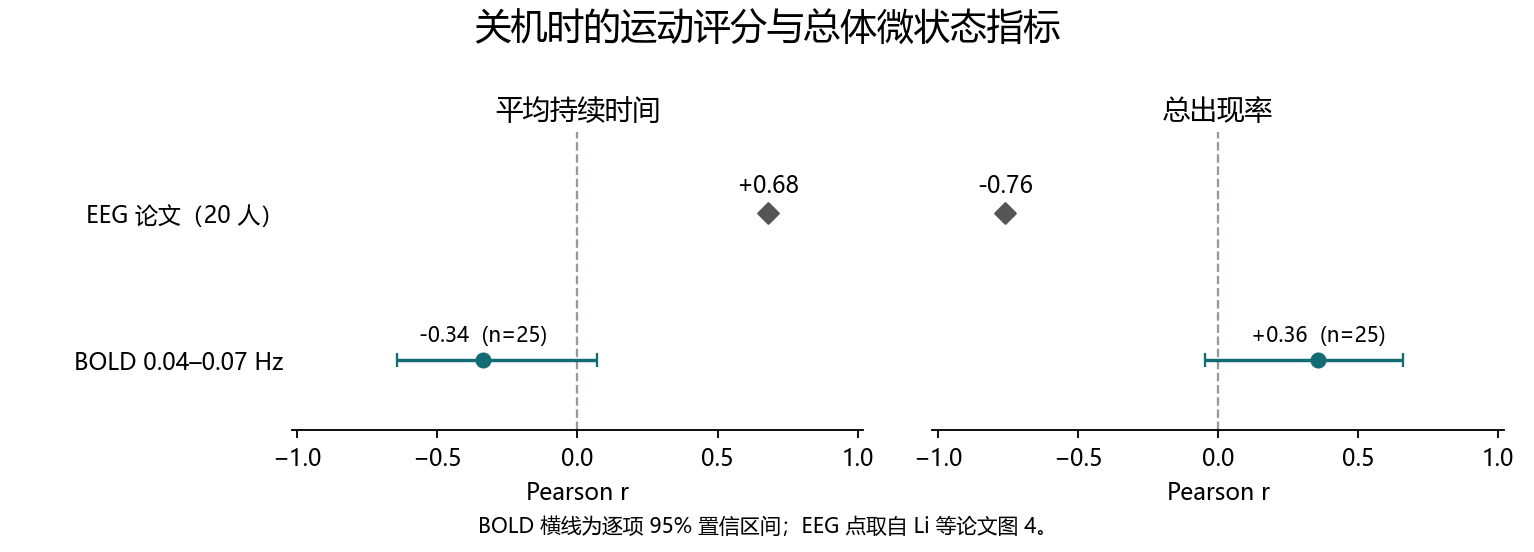 关机时的运动评分与总体微状态指标
平均持续时间
总出现率
EEG 论文（20 人）
+0.68
-0.76
BOLD 0.04–0.07 Hz
-0.34  (n=25)
+0.36  (n=25)
−1.0 −0.5 0.0 0.5 1.0
−1.0 −0.5 0.0 0.5 1.0
Pearson r
Pearson r
BOLD 横线为逐项 95% 置信区间；EEG 点取自 Li 等论文图 4。